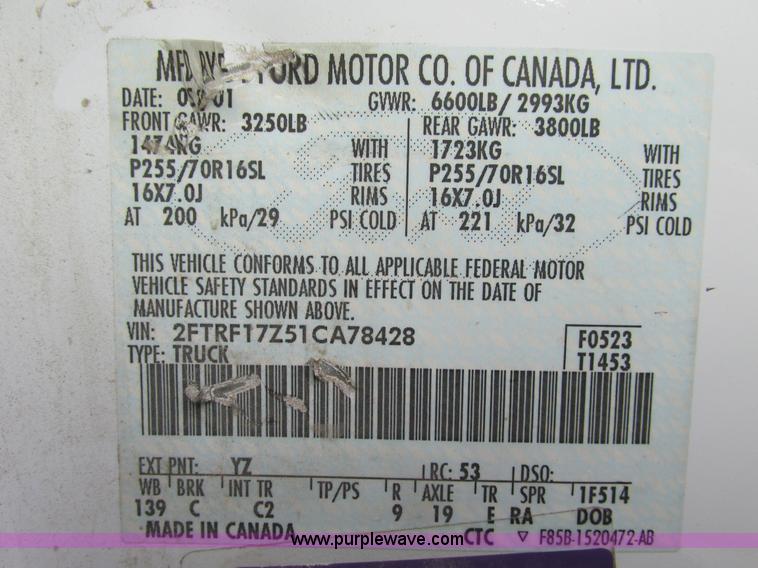 MFD BY FORD MOTOR CO. OF CANADA, LTD.
DATE: 01 GVWR: 6600LB/ 2993KG
FRONT GAWR: 3250LB REAR GAWR: 3800LB
1474KG WITH 1723KG WITH
P255/70R16SL TIRES P255/70R16SL TIRES
16X7.0J RIMS 16X7.0J RIMS
AT 200 kPa/29 PSI COLD AT 221 kPa/32 PSI COLD
THIS VEHICLE CONFORMS TO ALL APPLICABLE FEDERAL MOTOR
VEHICLE SAFETY STANDARDS IN EFFECT ON THE DATE OF
MANUFACTURE SHOWN ABOVE.
VIN: 2FTRF17Z51CA78428 F0523
TYPE: TRUCK T1453
EXT PNT: YZ RC: 53 DSO:
WB BRK INT TR TP/PS R AXLE TR SPR 1F514
139 C C2 9 19 E RA DOB
MADE IN CANADA CTC ▽ F85B-1520472-AB
www.purplewave.com